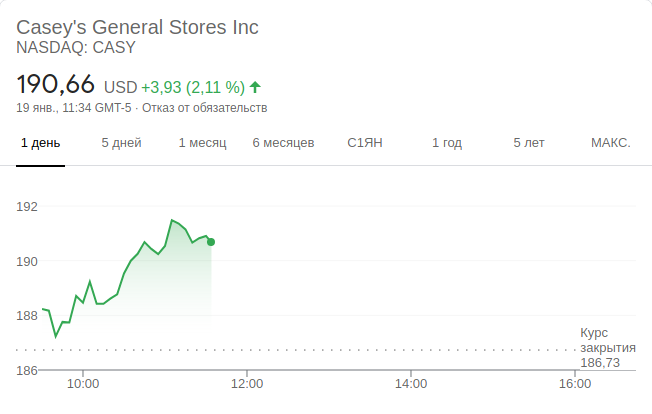 Casey's General Stores Inc
NASDAQ: CASY
190,66 USD +3,93 (2,11 %)
19 янв., 11:34 GMT-5 · Отказ от обязательств
1 день 5 дней 1 месяц 6 месяцев С1ЯН 1 год 5 лет МАКС.
192
190
188
Курс
закрытия
186,73
186
10:00 12:00 14:00 16:00